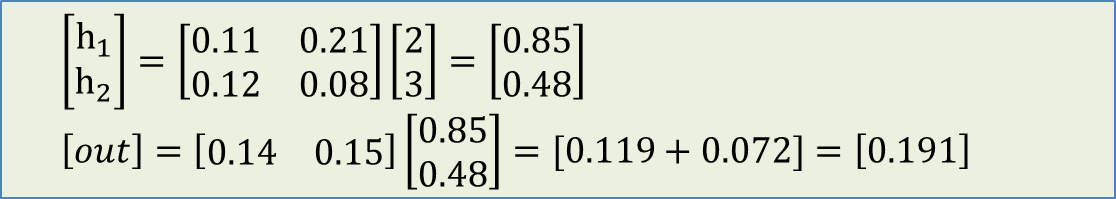 [h₁ h₂] = [0.11 0.21 0.12 0.08] [2 3] = [0.85 0.48]
[out] = [0.14 0.15] [0.85 0.48] = [0.119 + 0.072] = [0.191]